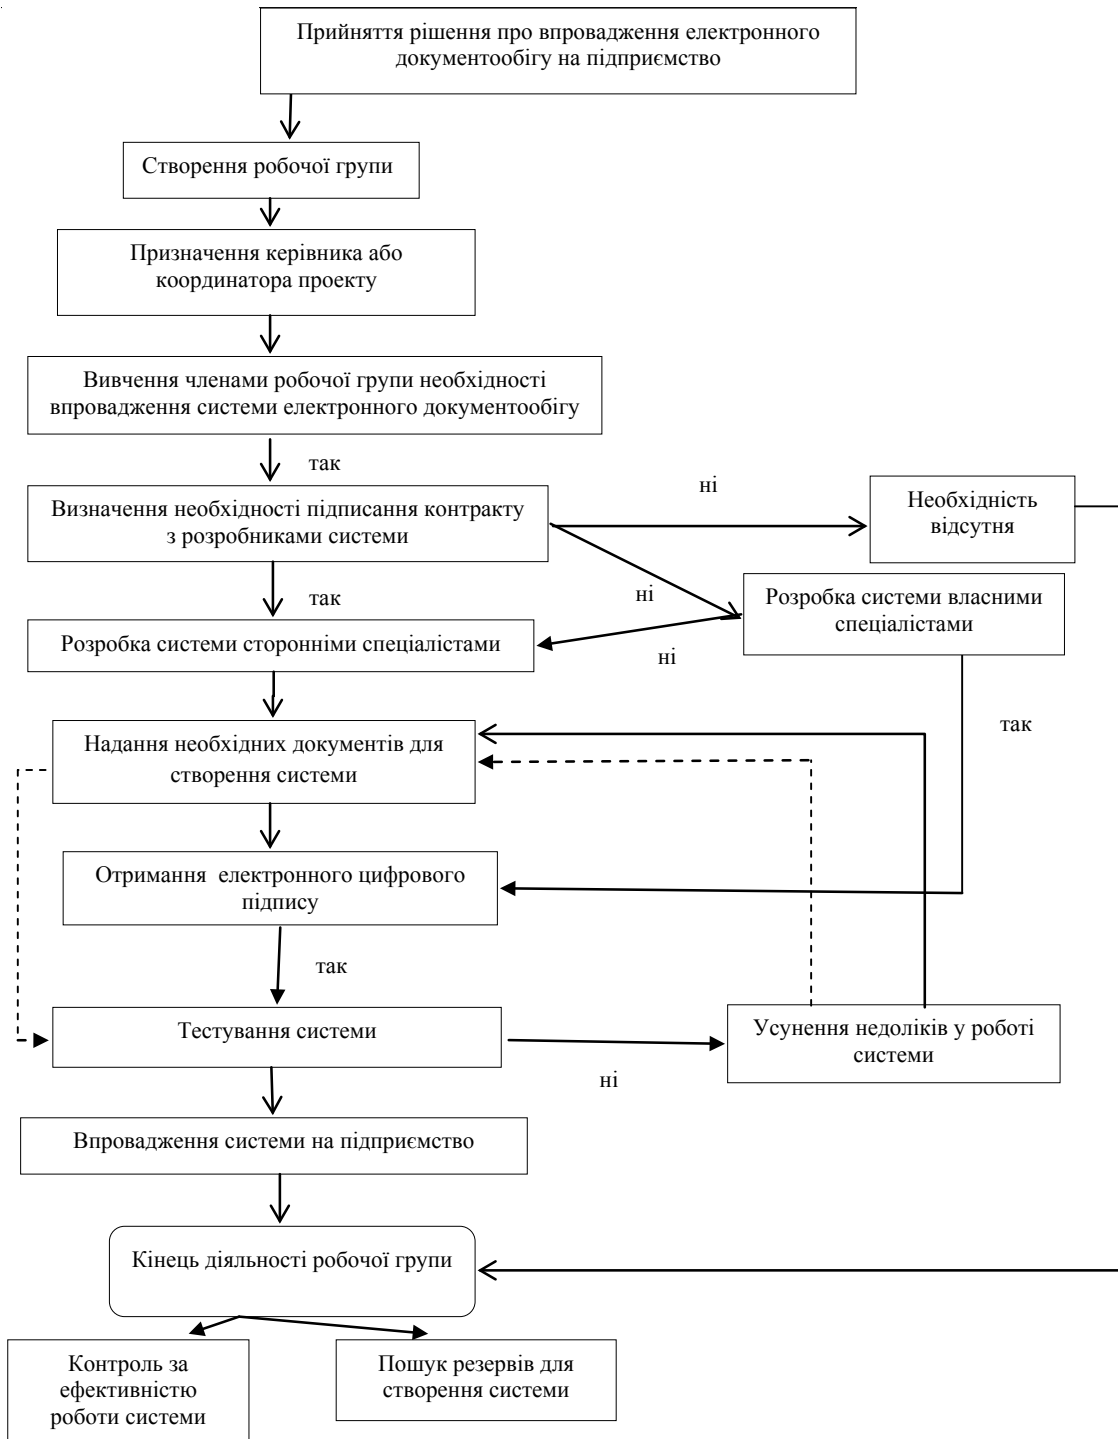 Прийняття рішення про впровадження електронного
документообігу на підприємство
Створення робочої групи
Призначення керівника або
координатора проекту
Вивчення членами робочої групи необхідності
впровадження системи електронного документообігу
так
ні
Визначення необхідності підписання контракту
з розробниками системи
Необхідність
відсутня
так
ні
Розробка системи власними
спеціалістами
Розробка системи сторонніми спеціалістами
ні
так
Надання необхідних документів для
створення системи
Отримання електронного цифрового
підпису
так
Тестування системи
Усунення недоліків у роботі
системи
ні
Впровадження системи на підприємство
Кінець діяльності робочої групи
Контроль за
ефективністю
роботи системи
Пошук резервів для
створення системи